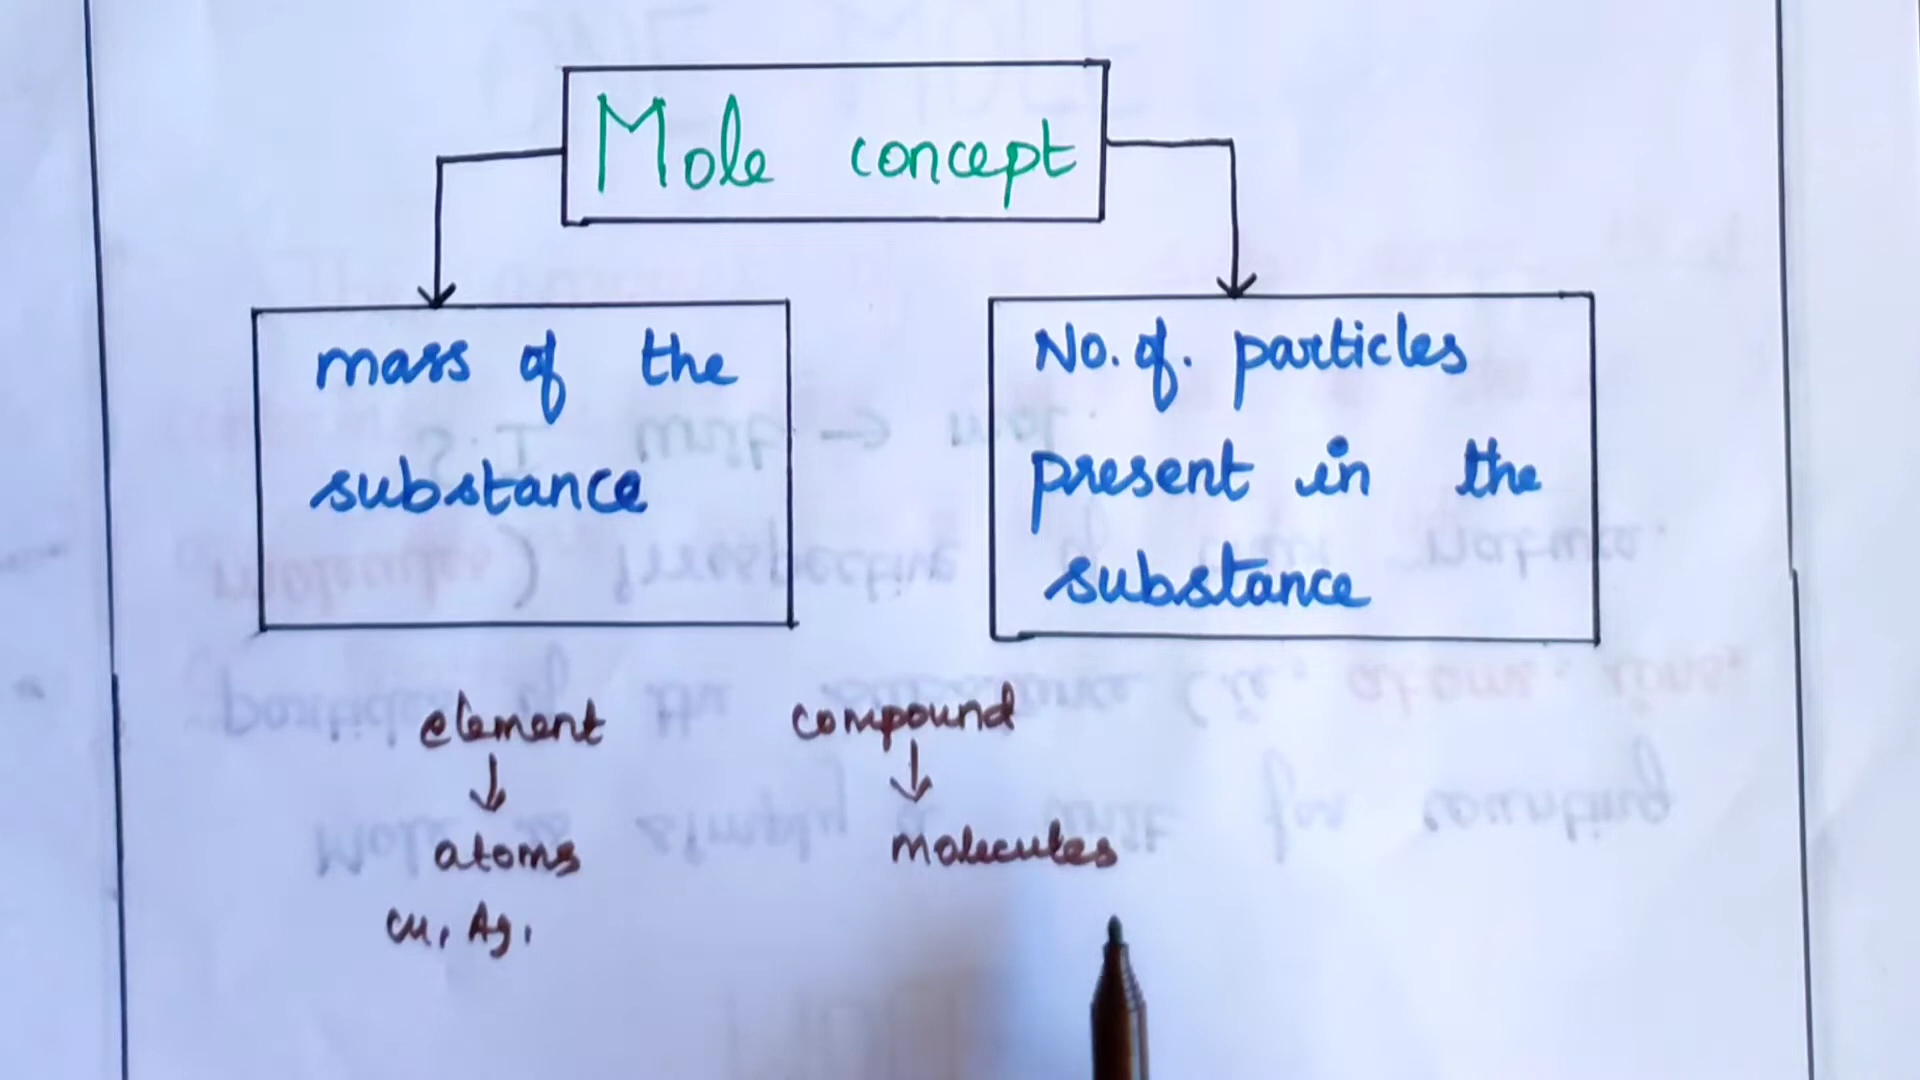 Mole concept
mass of the
substance
No. of. particles
present in the
substance
element
↓
atoms
Cu, Ag,
compound
↓
molecules